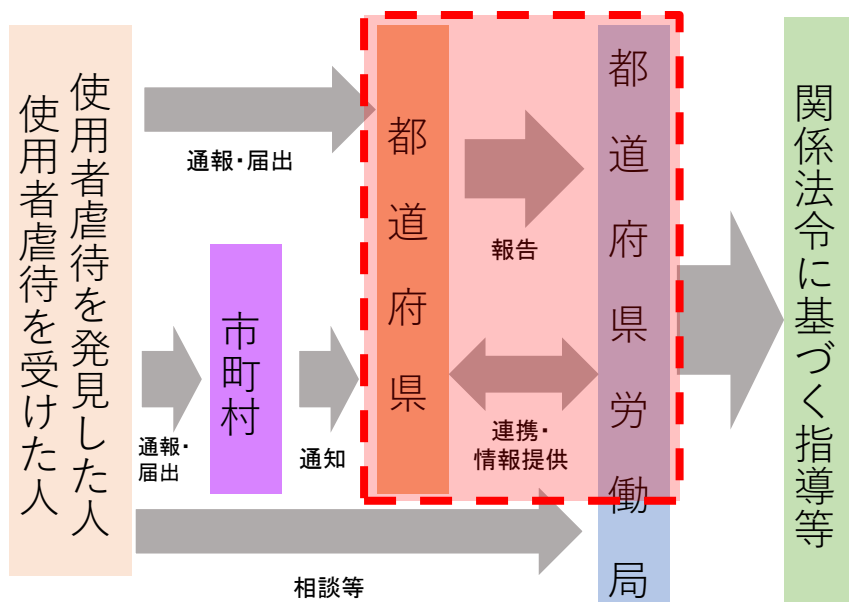 使用者虐待を発見した人
使用者虐待を受けた人
通報・届出
通報・
届出
市町村
通知
相談等
都道府県
報告
連携・
情報提供
都道府県労働局
関係法令に基づく指導等